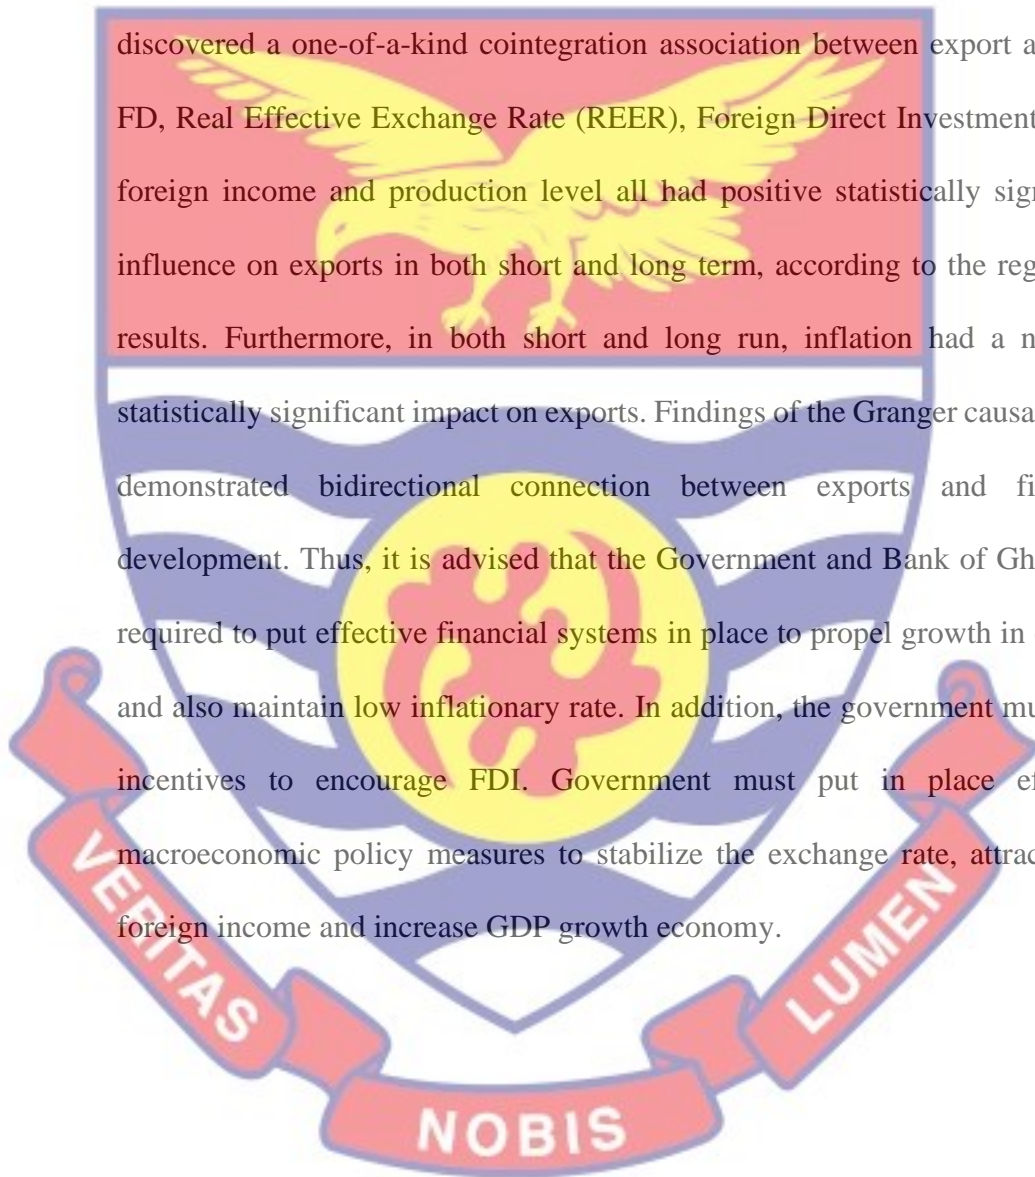 discovered a one-of-a-kind cointegration association between export a
FD, Real Effective Exchange Rate (REER), Foreign Direct Investment
foreign income and production level all had positive statistically sign
influence on exports in both short and long term, according to the reg
results. Furthermore, in both short and long run, inflation had a n
statistically significant impact on exports. Findings of the Granger causa
demonstrated bidirectional connection between exports and fi
development. Thus, it is advised that the Government and Bank of Gh
required to put effective financial systems in place to propel growth in
and also maintain low inflationary rate. In addition, the government mu
incentives to encourage FDI. Government must put in place ef
macroeconomic policy measures to stabilize the exchange rate, attrac
foreign income and increase GDP growth economy.
VERITAS
NOBIS
LUMEN